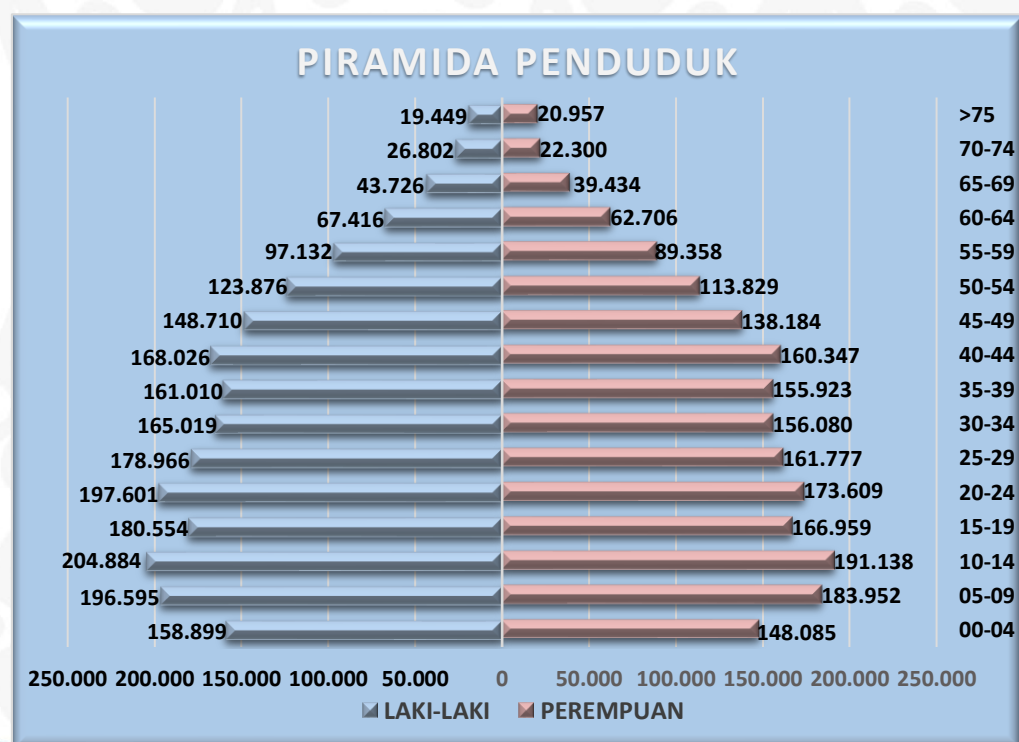 PIRAMIDA PENDUDUK
19.449 20.957 >75
26.802 22.300 70-74
43.726 39.434 65-69
67.416 62.706 60-64
97.132 89.358 55-59
123.876 113.829 50-54
148.710 138.184 45-49
168.026 160.347 40-44
161.010 155.923 35-39
165.019 156.080 30-34
178.966 161.777 25-29
197.601 173.609 20-24
180.554 166.959 15-19
204.884 191.138 10-14
196.595 183.952 05-09
158.899 148.085 00-04
250.000 200.000 150.000 100.000 50.000 0 50.000 100.000 150.000 200.000 250.000
LAKI-LAKI PEREMPUAN